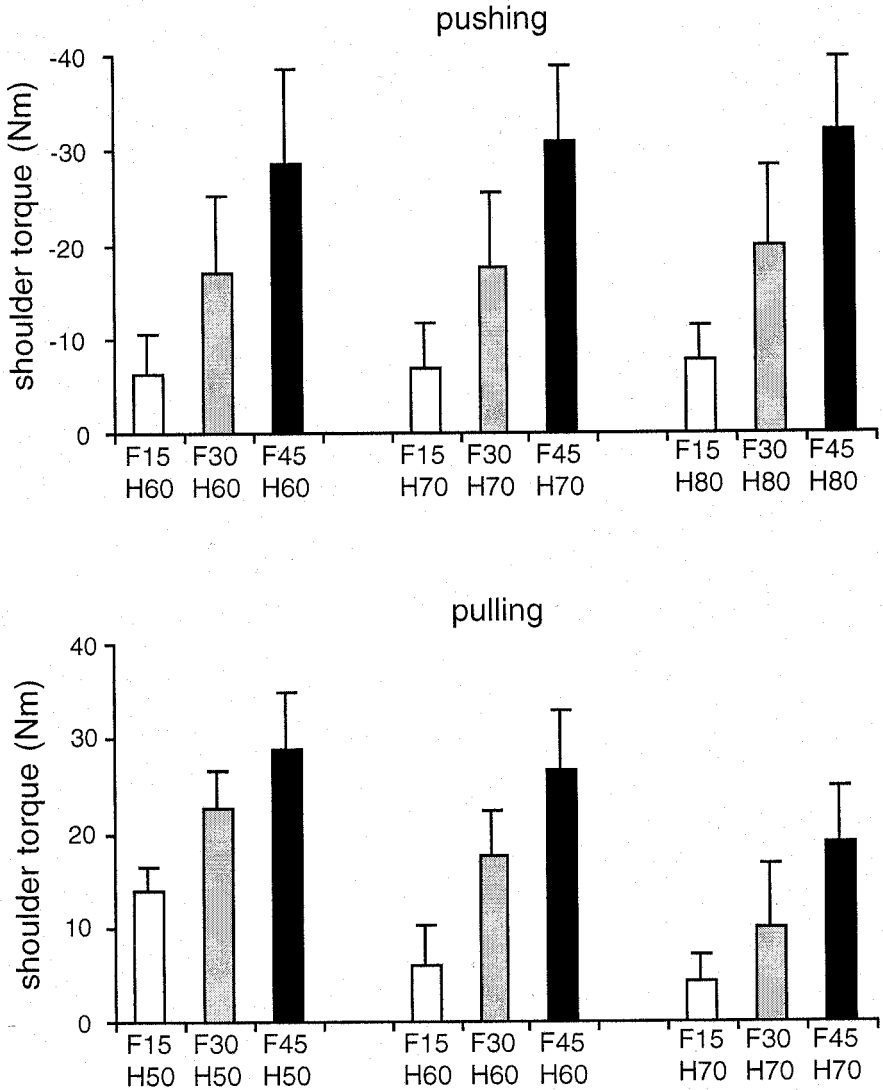 pushing
shoulder torque (Nm)
-40
-30
-20
-10
0
F15 F30 F45 F15 F30 F45 F15 F30 F45
H60 H60 H60 H70 H70 H70 H80 H80 H80
pulling
shoulder torque (Nm)
40
30
20
10
0
F15 F30 F45 F15 F30 F45 F15 F30 F45
H50 H50 H50 H60 H60 H60 H70 H70 H70